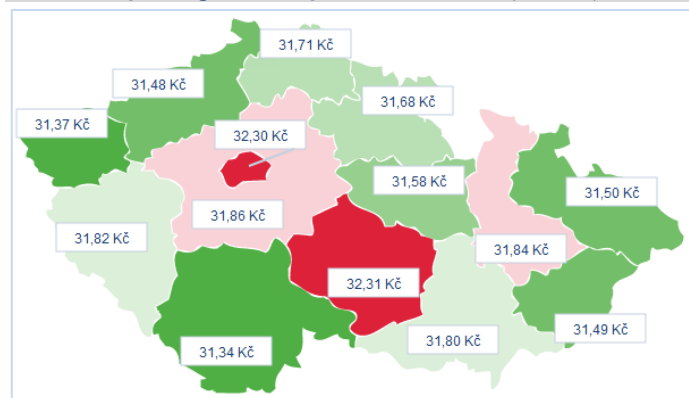 31,71 Kč
31,48 Kč
31,68 Kč
31,37 Kč
32,30 Kč
31,58 Kč
31,50 Kč
31,86 Kč
31,82 Kč
31,84 Kč
32,31 Kč
31,49 Kč
31,80 Kč
31,34 Kč